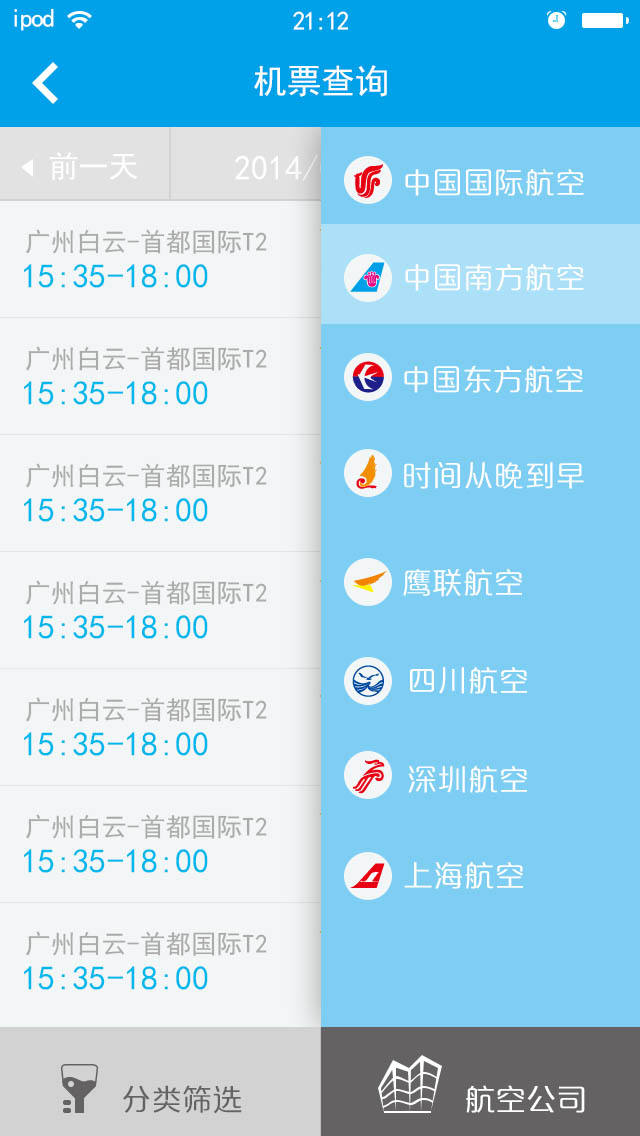 ipod 21:12
机票查询
前一天 2014/
广州白云-首都国际T2
15:35-18:00
广州白云-首都国际T2
15:35-18:00
广州白云-首都国际T2
15:35-18:00
广州白云-首都国际T2
15:35-18:00
广州白云-首都国际T2
15:35-18:00
广州白云-首都国际T2
15:35-18:00
广州白云-首都国际T2
15:35-18:00
中国国际航空
中国南方航空
中国东方航空
时间从晚到早
鹰联航空
四川航空
深圳航空
上海航空
分类筛选
航空公司